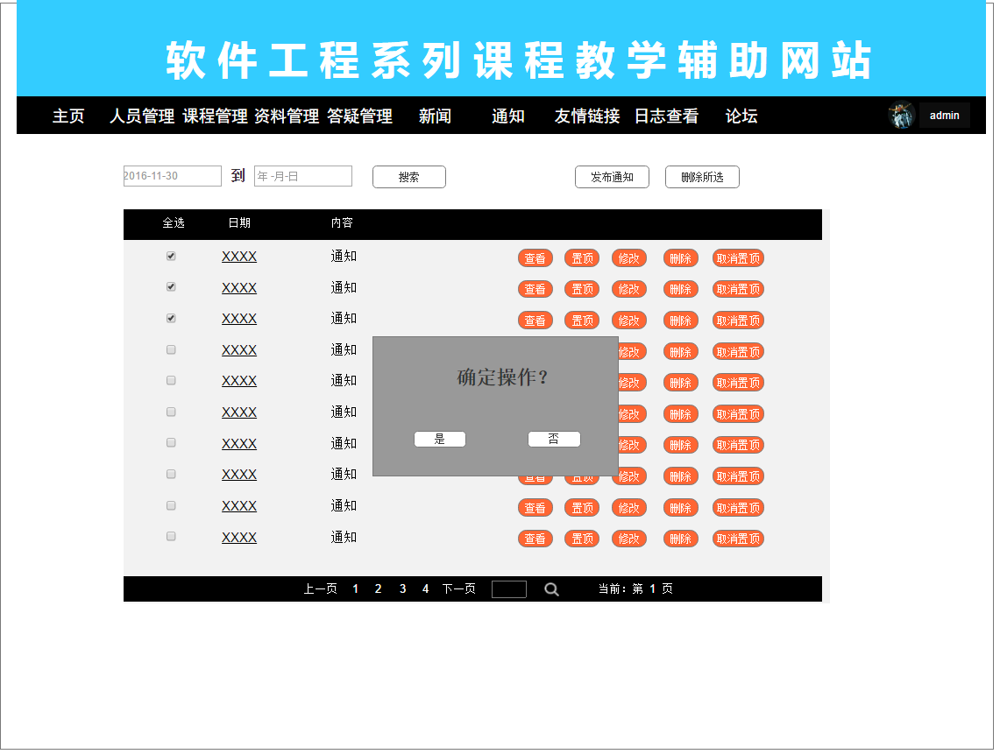 软件工程系列课程教学辅助网站
主页 人员管理 课程管理 资料管理 答疑管理 新闻 通知 友情链接 日志查看 论坛 admin
2016-11-30 到 年 -月-日 搜索 发布通知 删除所选
全选 日期 内容
XXXX 通知 查看 置顶 修改 删除 取消置顶
XXXX 通知 查看 置顶 修改 删除 取消置顶
XXXX 通知 查看 置顶 修改 删除 取消置顶
XXXX 通知 修改 删除 取消置顶
确定操作?
XXXX 通知 修改 删除 取消置顶
XXXX 通知 修改 删除 取消置顶
是 否
XXXX 通知 修改 删除 取消置顶
XXXX 通知 查看 置顶 修改 删除 取消置顶
XXXX 通知 查看 置顶 修改 删除 取消置顶
XXXX 通知 查看 置顶 修改 删除 取消置顶
上一页 1 2 3 4 下一页 当前：第 1 页